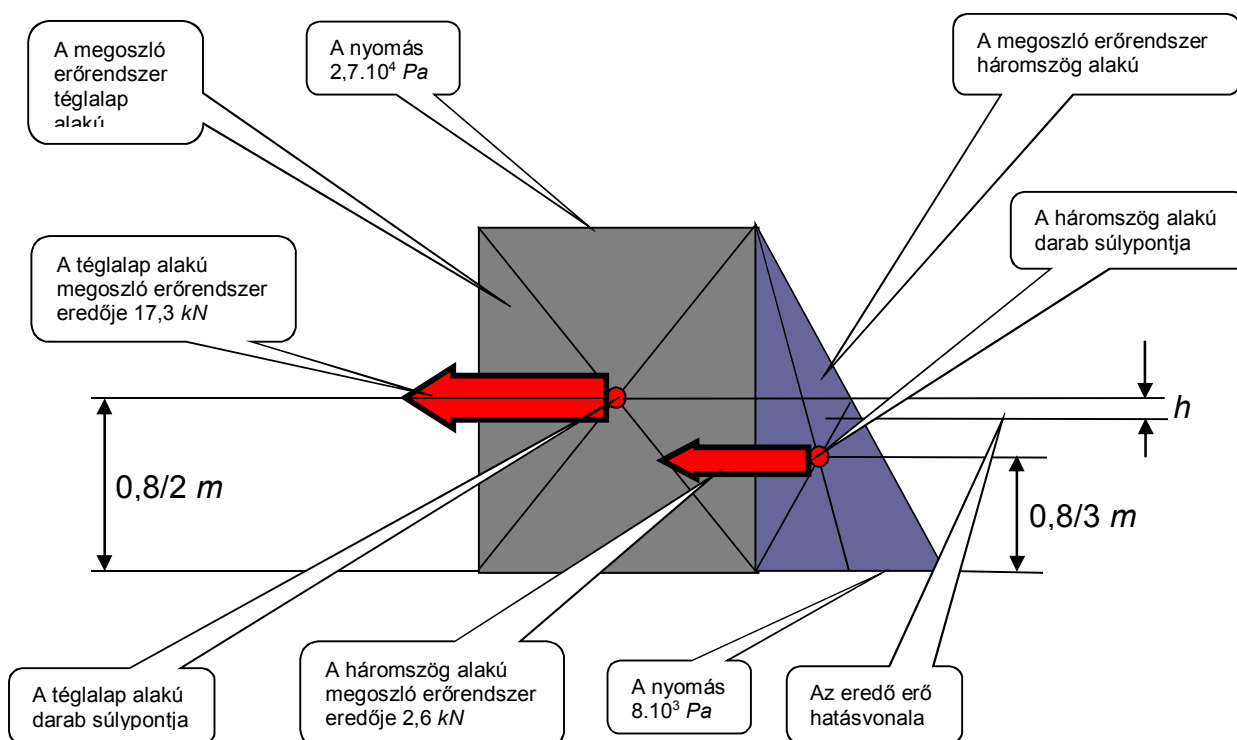 A megoszló
erőrendszer
téglalap
alakú
A nyomás
2,7.10⁴ Pa
A megoszló erőrendszer
háromszög alakú
A háromszög alakú
darab súlypontja
A téglalap alakú
megoszló erőrendszer
eredője 17,3 kN
h
0,8/2 m
0,8/3 m
A téglalap alakú
darab súlypontja
A háromszög alakú
megoszló erőrendszer
eredője 2,6 kN
A nyomás
8.10³ Pa
Az eredő erő
hatásvonala